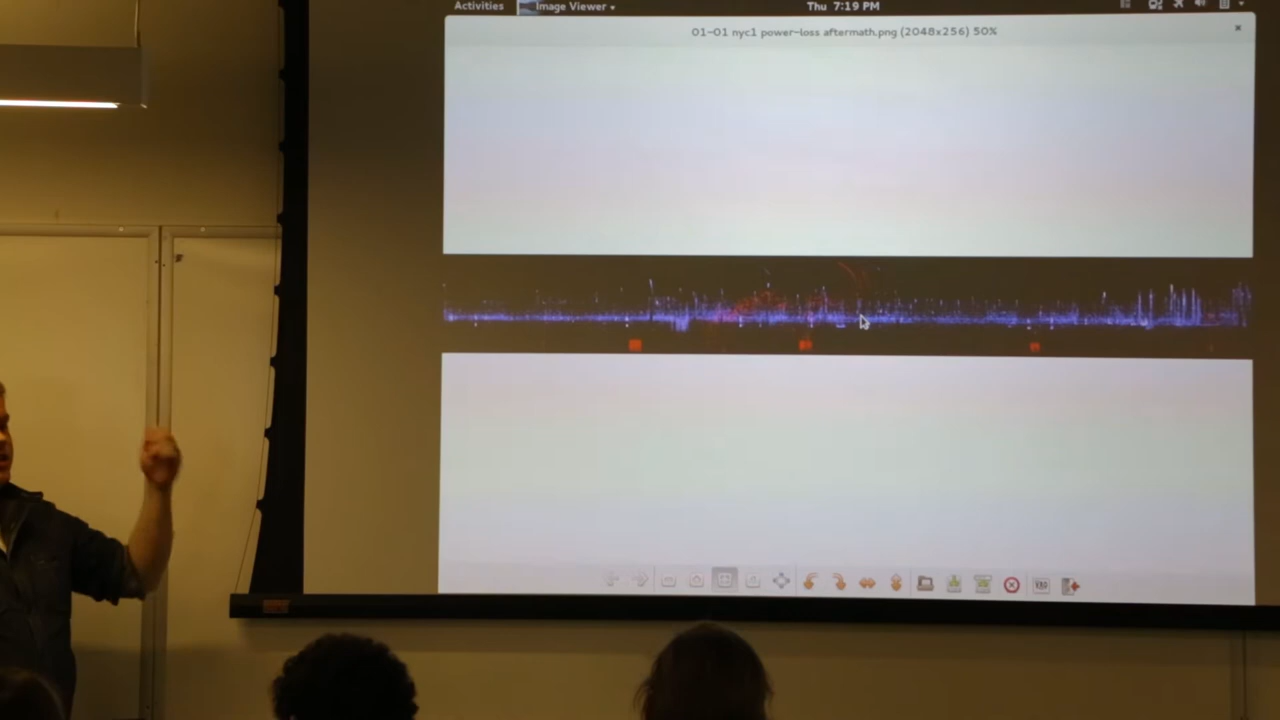 Activities Image Viewer Thu 7:19 PM
01-01 nyc1 power-loss aftermath.png (2048x256) 50%